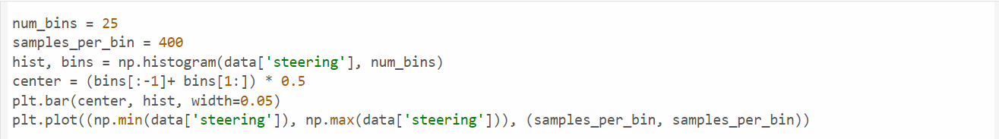 num_bins = 25
samples_per_bin = 400
hist, bins = np.histogram(data['steering'], num_bins)
center = (bins[:-1]+ bins[1:]) * 0.5
plt.bar(center, hist, width=0.05)
plt.plot((np.min(data['steering']), np.max(data['steering'])), (samples_per_bin, samples_per_bin))